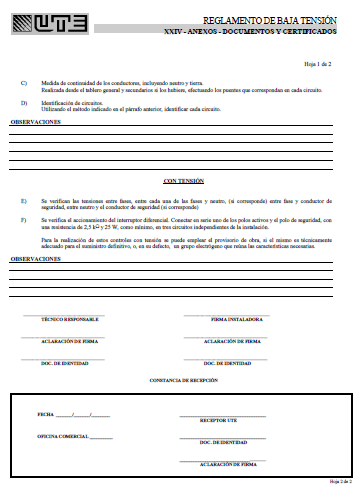 UTE
REGLAMENTO DE BAJA TENSIÓN
XXIV - ANEXOS - DOCUMENTOS Y CERTIFICADOS
Hoja 1 de 2
C) Medida de continuidad de los conductores, incluyendo neutro y tierra.
Realizada desde el tablero general y secundarios si los hubiere, efectuando los puentes que correspondan en cada circuito.
D) Identificación de circuitos.
Utilizando el método indicado en el párrafo anterior, identificar cada circuito.
OBSERVACIONES
CON TENSIÓN
E) Se verifican las tensiones entre fases, entre cada una de las fases y neutro, (si corresponde) entre fase y conductor de
seguridad, entre neutro y el conductor de seguridad (si corresponde)
F) Se verifica el accionamiento del interruptor diferencial. Conectar en serie uno de los polos activos y el polo de seguridad, con
una resistencia de 2,5 kΩ y 25 W, como mínimo, en tres circuitos independientes de la instalación.
Para la realización de estos controles con tensión se puede emplear el provisorio de obra, si el mismo es técnicamente
adecuado para el suministro definitivo, o, en su defecto, un grupo electrógeno que reúna las características necesarias.
OBSERVACIONES
TÉCNICO RESPONSABLE FIRMA INSTALADORA
ACLARACIÓN DE FIRMA ACLARACIÓN DE FIRMA
DOC. DE IDENTIDAD DOC. DE IDENTIDAD
CONSTANCIA DE RECEPCIÓN
FECHA ______/______/______
RECEPTOR UTE
OFICINA COMERCIAL ________
DOC. DE IDENTIDAD
ACLARACIÓN DE FIRMA
Hoja 2 de 2